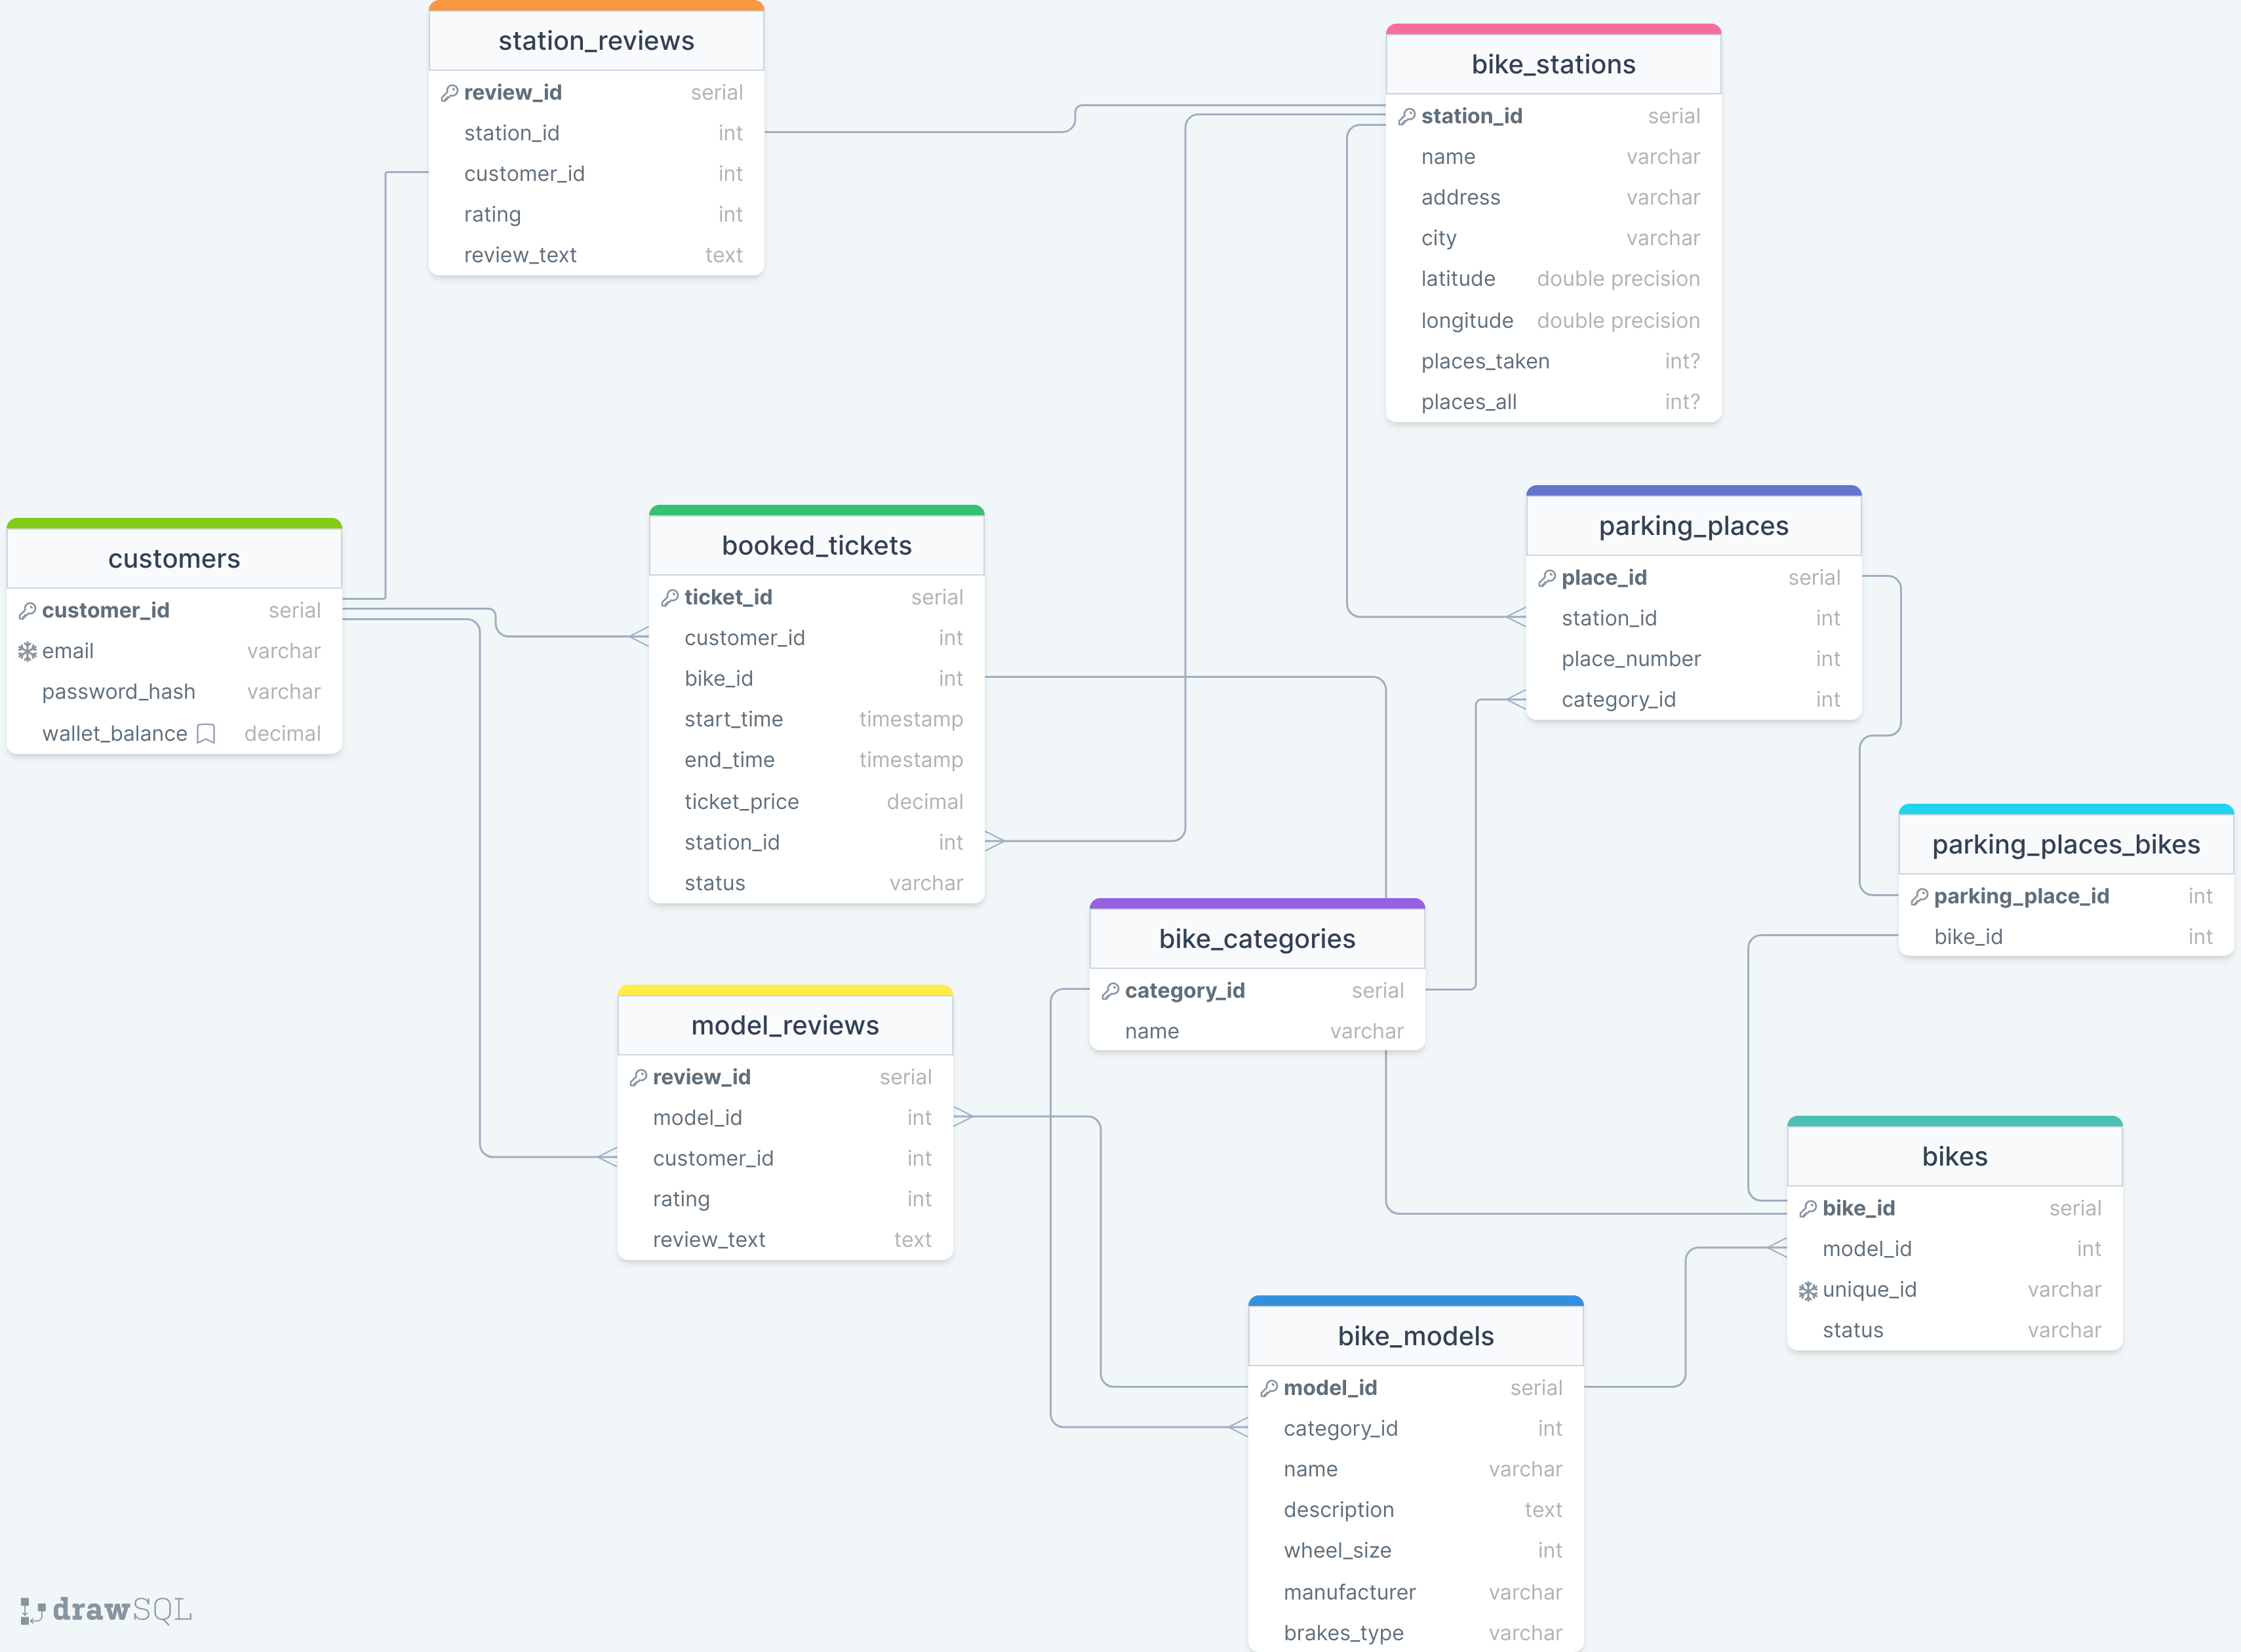 station_reviews
review_id serial
station_id int
customer_id int
rating int
review_text text
bike_stations
station_id serial
name varchar
address varchar
city varchar
latitude double precision
longitude double precision
places_taken int?
places_all int?
customers
customer_id serial
email varchar
password_hash varchar
wallet_balance decimal
booked_tickets
ticket_id serial
customer_id int
bike_id int
start_time timestamp
end_time timestamp
ticket_price decimal
station_id int
status varchar
parking_places
place_id serial
station_id int
place_number int
category_id int
parking_places_bikes
parking_place_id int
bike_id int
bike_categories
category_id serial
name varchar
model_reviews
review_id serial
model_id int
customer_id int
rating int
review_text text
bikes
bike_id serial
model_id int
unique_id varchar
status varchar
bike_models
model_id serial
category_id int
name varchar
description text
wheel_size int
manufacturer varchar
brakes_type varchar
drawSQL